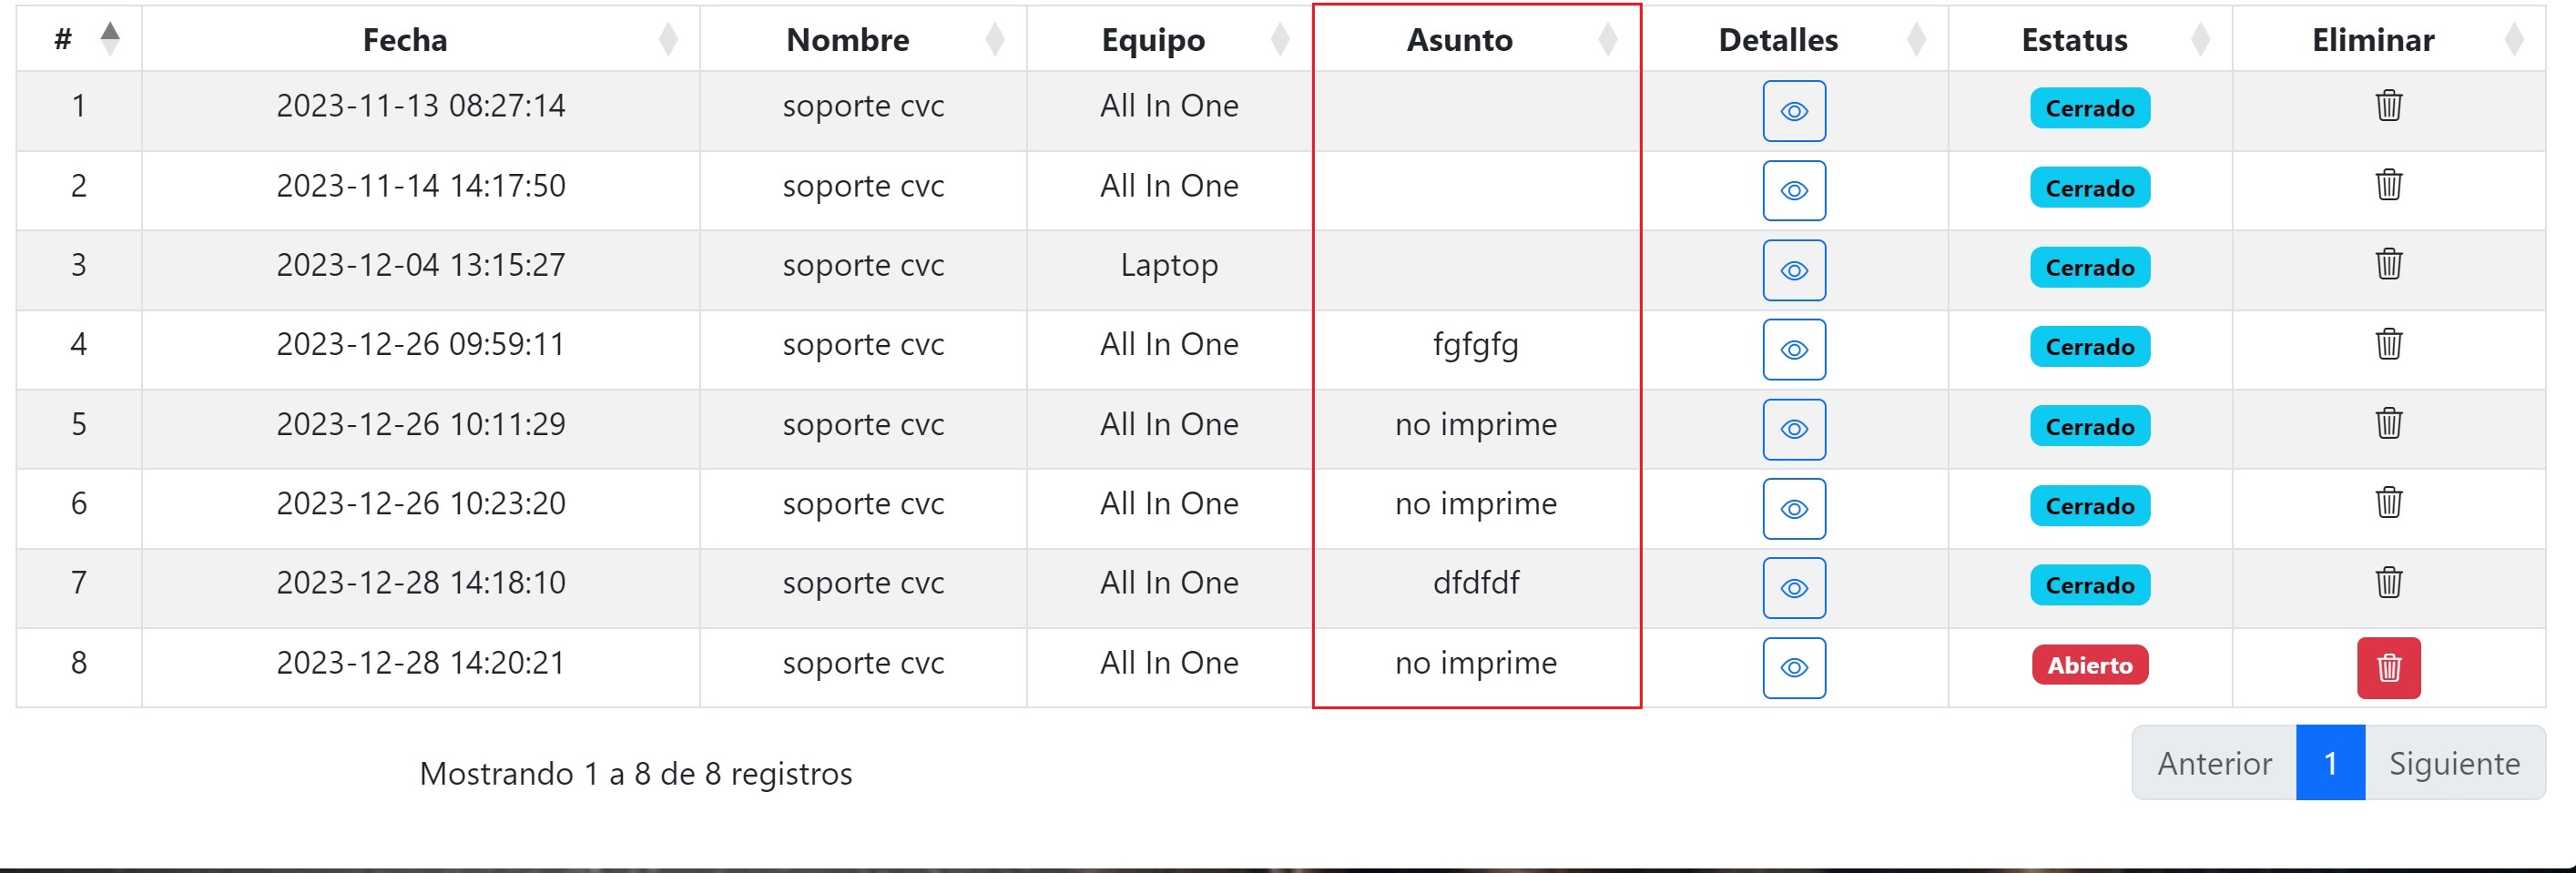 # Fecha Nombre Equipo Asunto Detalles Estatus Eliminar
1 2023-11-13 08:27:14 soporte cvc All In One Cerrado
2 2023-11-14 14:17:50 soporte cvc All In One Cerrado
3 2023-12-04 13:15:27 soporte cvc Laptop Cerrado
4 2023-12-26 09:59:11 soporte cvc All In One fgfgfg Cerrado
5 2023-12-26 10:11:29 soporte cvc All In One no imprime Cerrado
6 2023-12-26 10:23:20 soporte cvc All In One no imprime Cerrado
7 2023-12-28 14:18:10 soporte cvc All In One dfdfdf Cerrado
8 2023-12-28 14:20:21 soporte cvc All In One no imprime Abierto
Mostrando 1 a 8 de 8 registros
Anterior 1 Siguiente